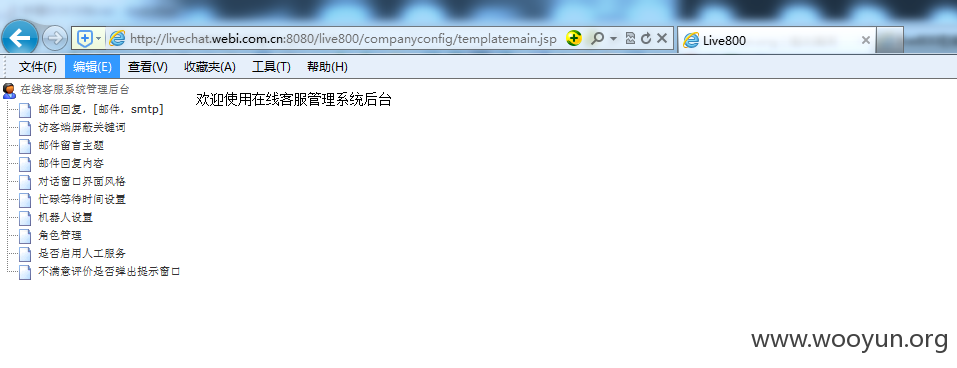 http://livechat.webi.com.cn:8080/live800/companyconfig/templatemain.jsp
Live800
文件(F) 编辑(E) 查看(V) 收藏夹(A) 工具(T) 帮助(H)
在线客服系统管理后台
欢迎使用在线客服管理系统后台
邮件回复，[邮件，smtp]
访客端屏蔽关键词
邮件留言主题
邮件回复内容
对话窗口界面风格
忙碌等待时间设置
机器人设置
角色管理
是否启用人工服务
不满意评价是否弹出提示窗口
www.wooyun.org